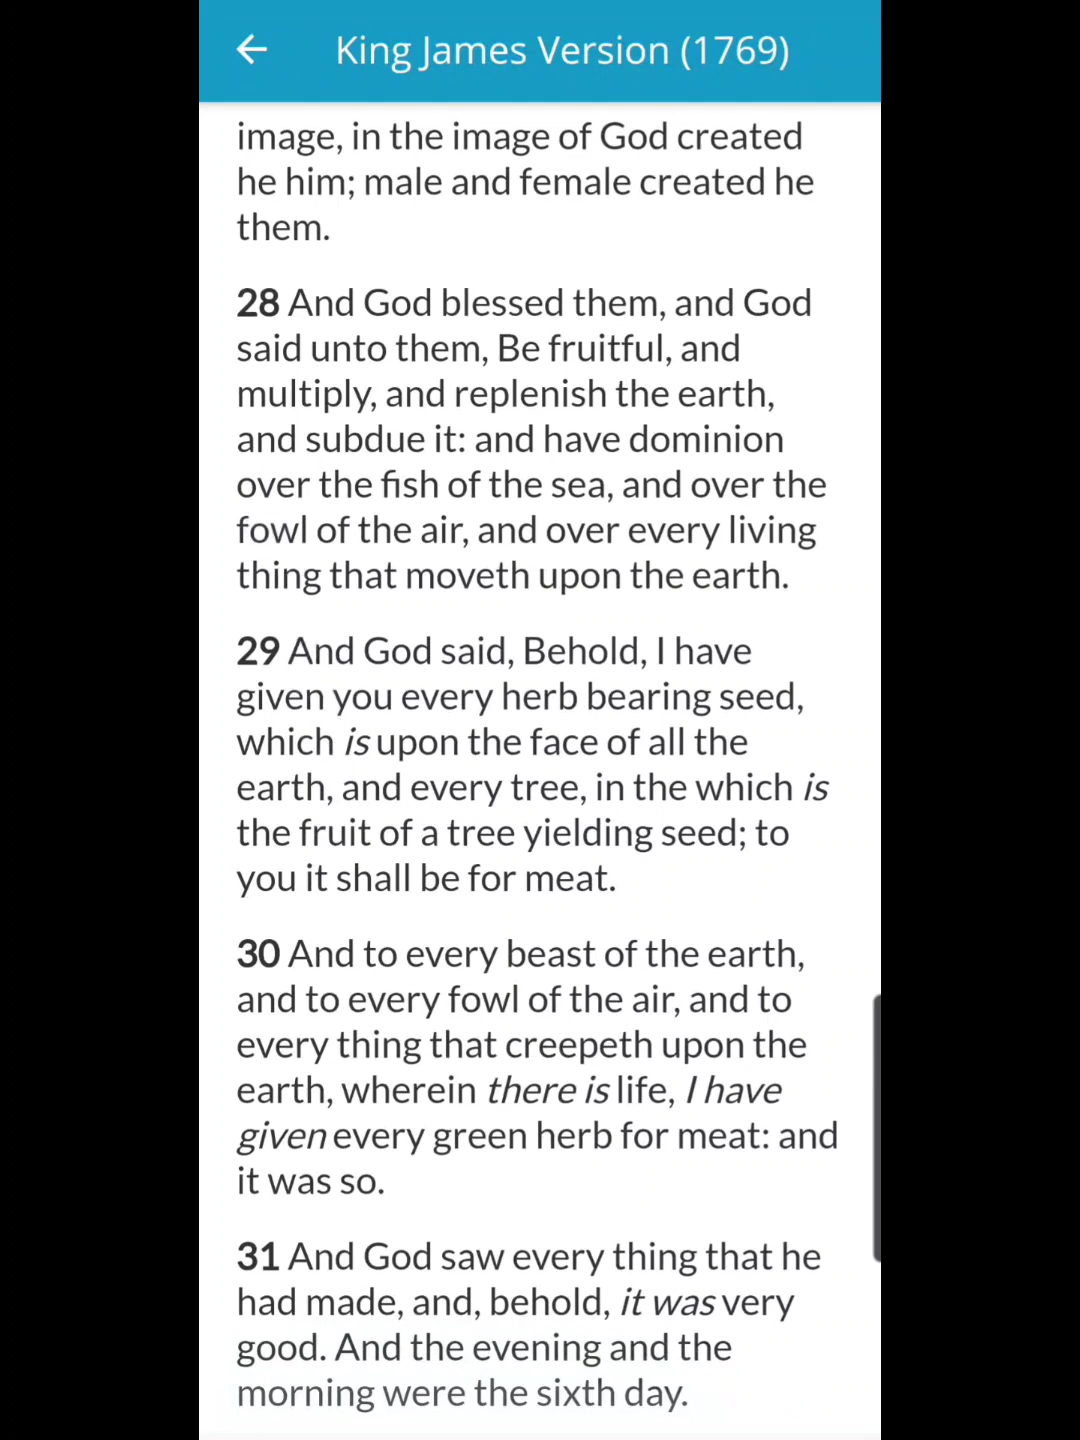 King James Version (1769)
image, in the image of God created
he him; male and female created he
them.
28 And God blessed them, and God
said unto them, Be fruitful, and
multiply, and replenish the earth,
and subdue it: and have dominion
over the fish of the sea, and over the
fowl of the air, and over every living
thing that moveth upon the earth.
29 And God said, Behold, I have
given you every herb bearing seed,
which is upon the face of all the
earth, and every tree, in the which is
the fruit of a tree yielding seed; to
you it shall be for meat.
30 And to every beast of the earth,
and to every fowl of the air, and to
every thing that creepeth upon the
earth, wherein there is life, I have
given every green herb for meat: and
it was so.
31 And God saw every thing that he
had made, and, behold, it was very
good. And the evening and the
morning were the sixth day.